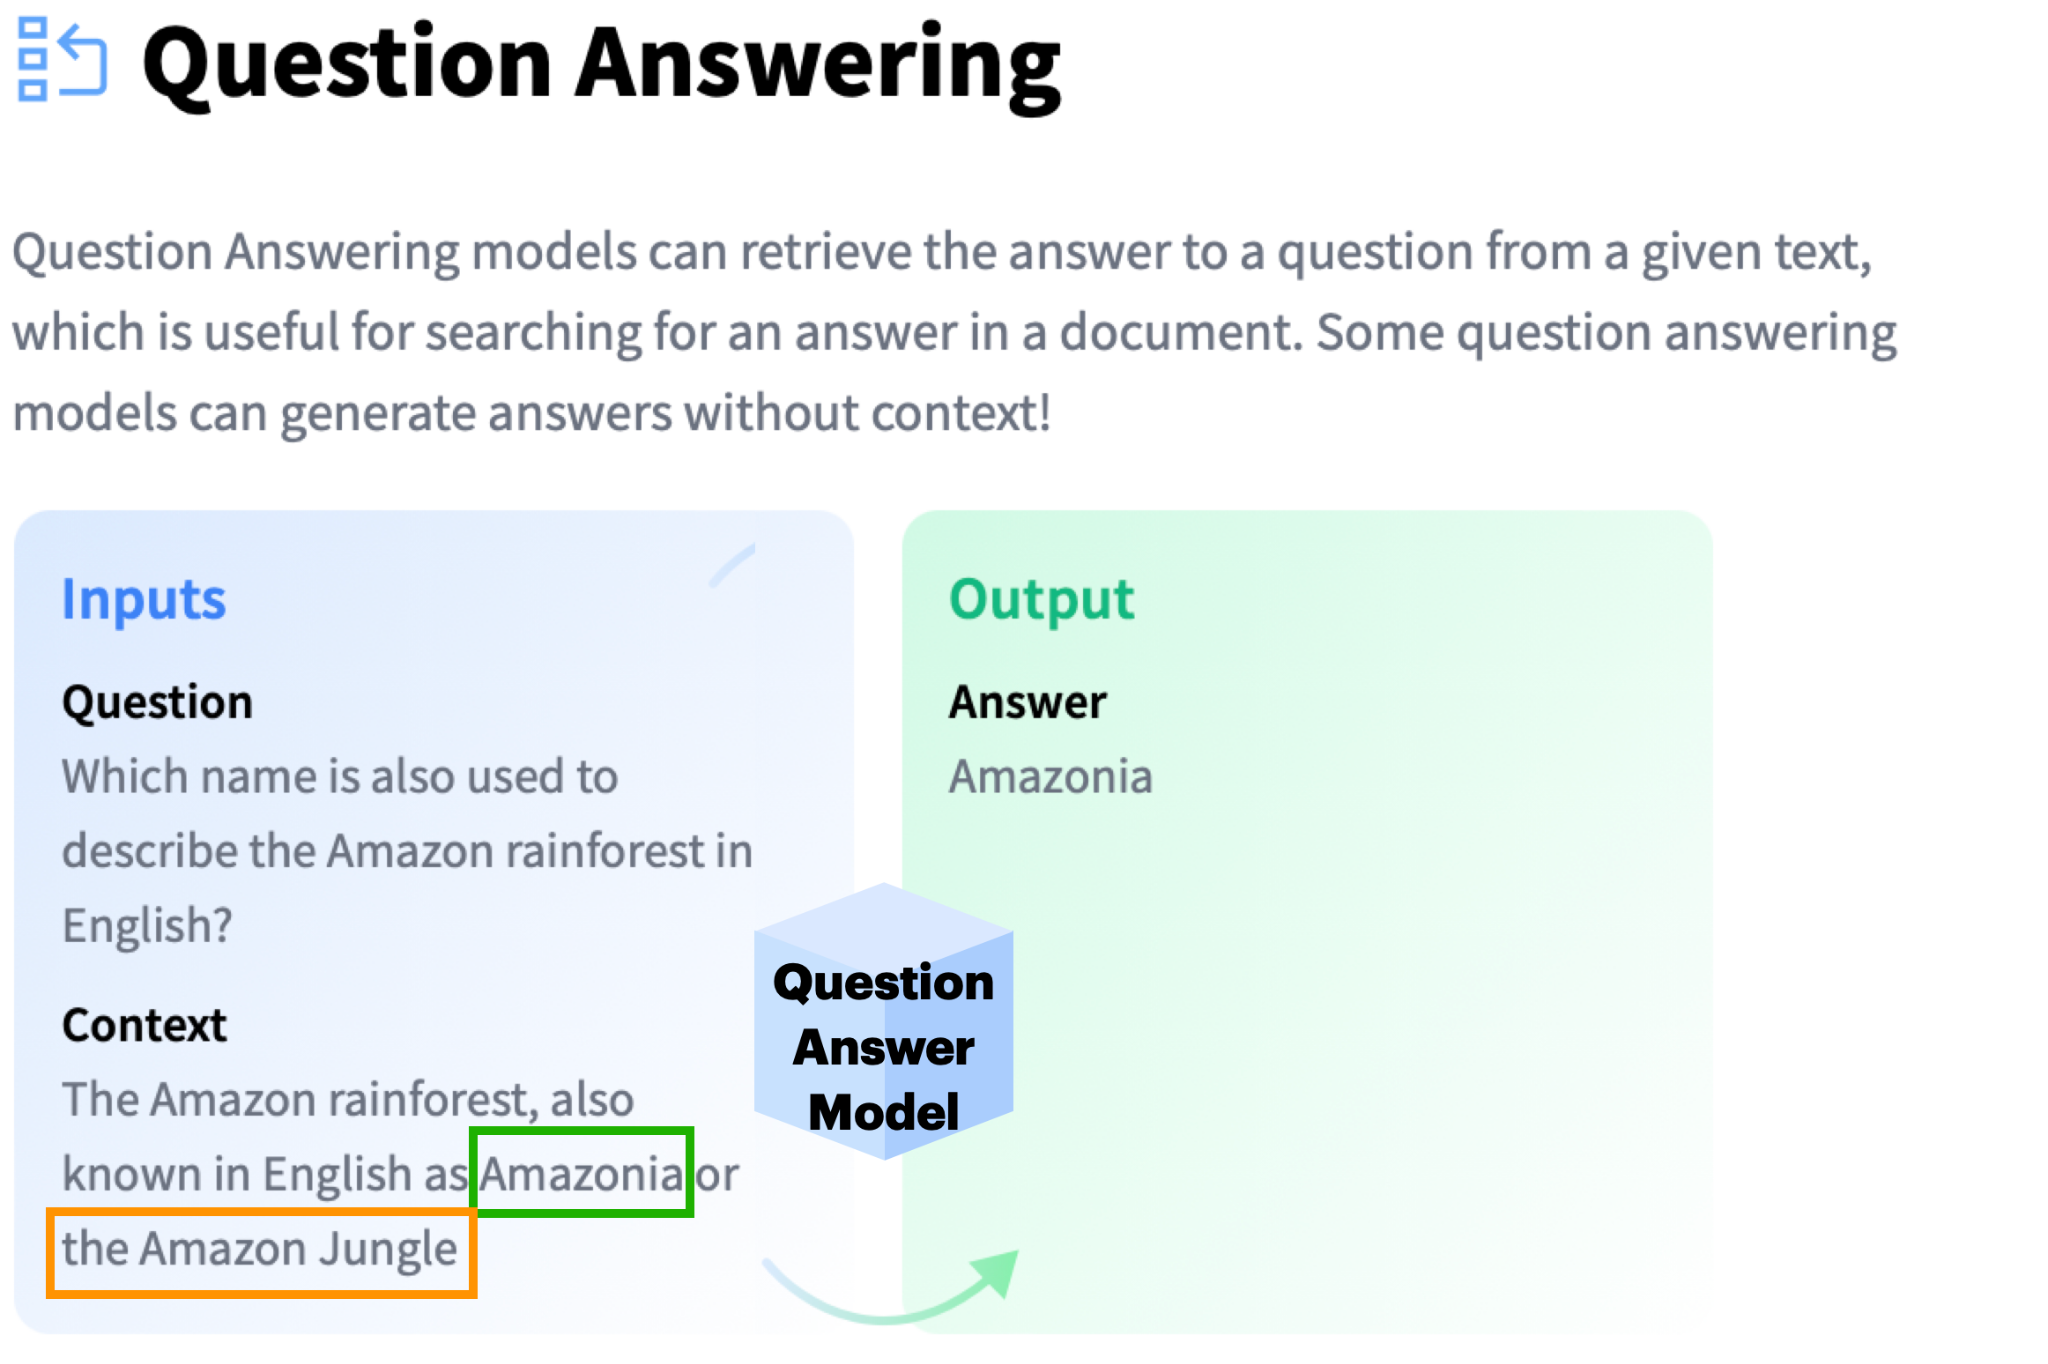 Question Answering
Question Answering models can retrieve the answer to a question from a given text,
which is useful for searching for an answer in a document. Some question answering
models can generate answers without context!
Inputs
Question
Which name is also used to
describe the Amazon rainforest in
English?
Context
The Amazon rainforest, also
known in English as Amazonia or
the Amazon Jungle
Question
Answer
Model
Output
Answer
Amazonia